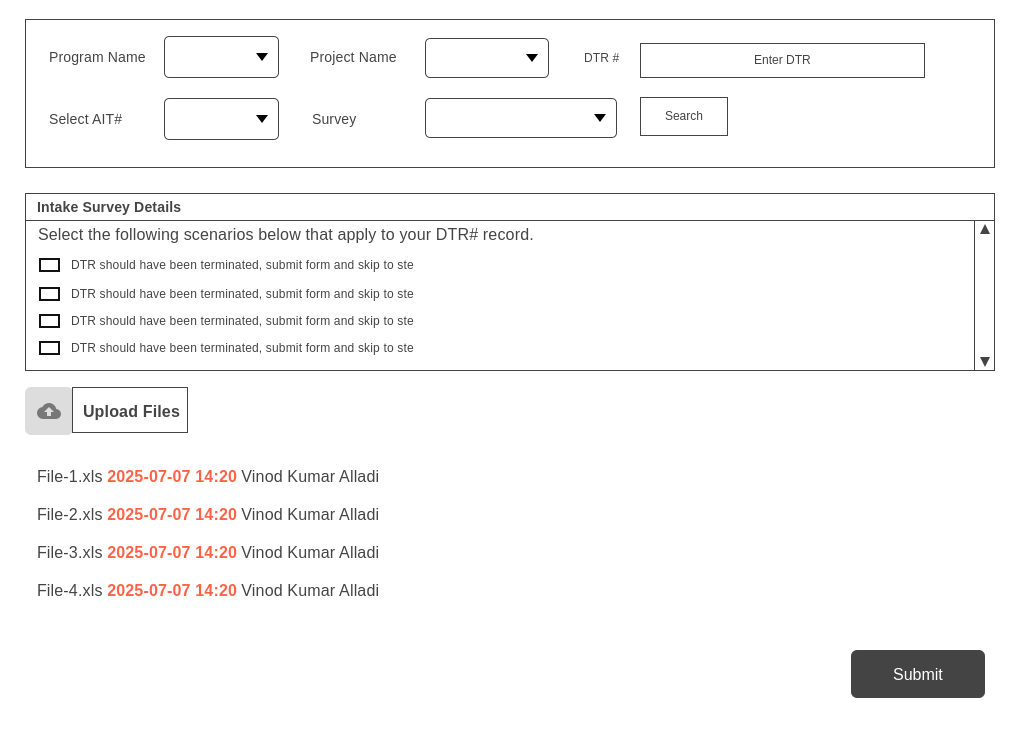 Program Name Project Name DTR # Enter DTR
Select AIT# Survey Search
Intake Survey Details
Select the following scenarios below that apply to your DTR# record.
DTR should have been terminated, submit form and skip to ste
DTR should have been terminated, submit form and skip to ste
DTR should have been terminated, submit form and skip to ste
DTR should have been terminated, submit form and skip to ste
Upload Files
File-1.xls 2025-07-07 14:20 Vinod Kumar Alladi
File-2.xls 2025-07-07 14:20 Vinod Kumar Alladi
File-3.xls 2025-07-07 14:20 Vinod Kumar Alladi
File-4.xls 2025-07-07 14:20 Vinod Kumar Alladi
Submit